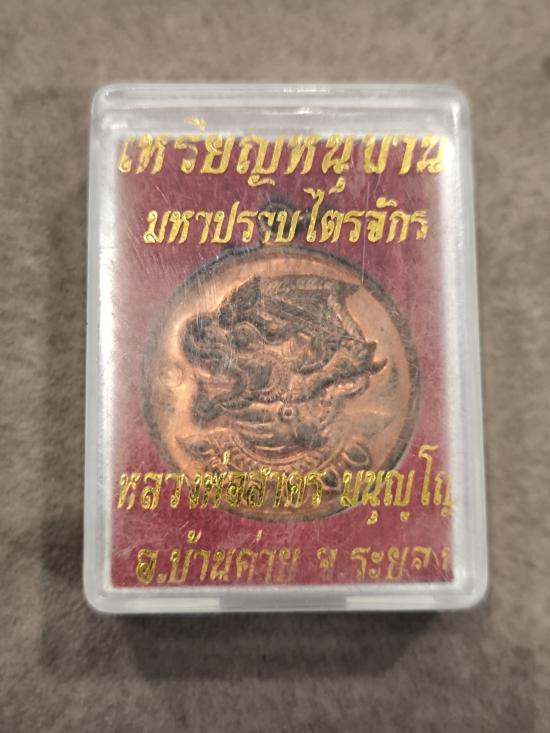 เหรียญหนุมาน
มหาปราบไตรจักร
หลวงพ่อสาคร มนุญฺโญ
อ.บ้านค่าย จ.ระยอง